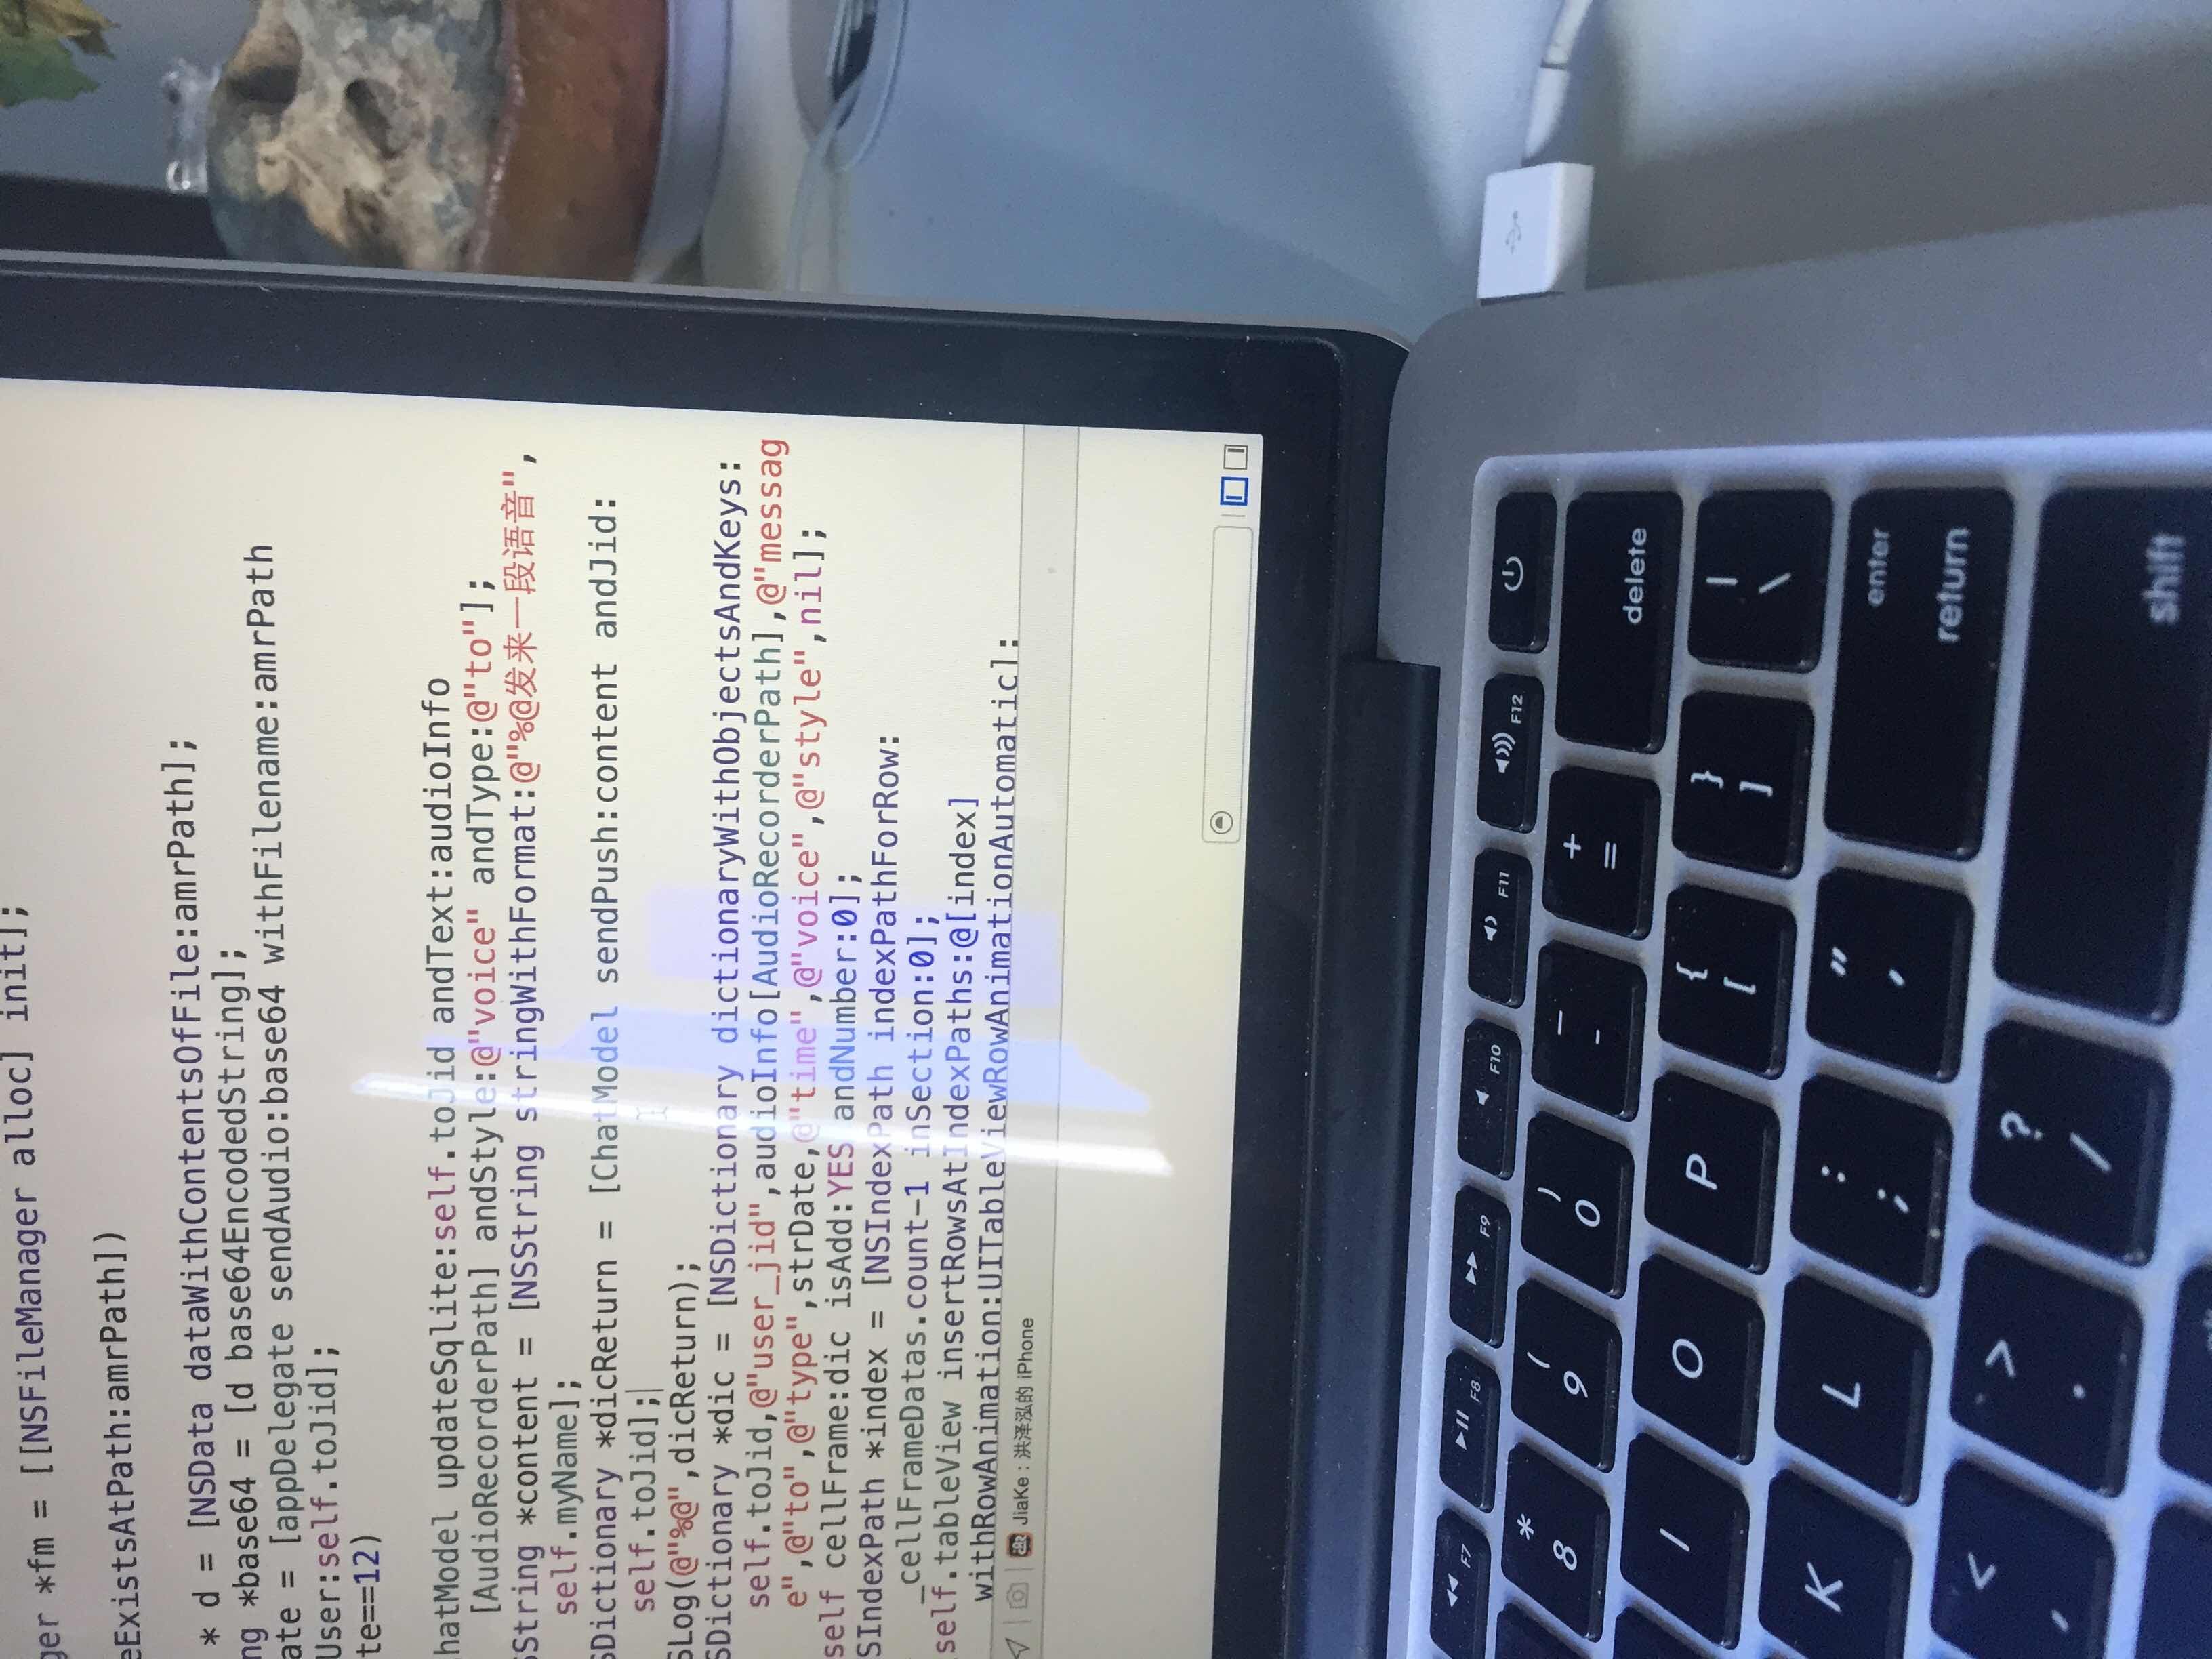 ger *fm = [[NSFileManager alloc] init];
eExistsAtPath:amrPath])
* d = [NSData dataWithContentsOfFile:amrPath];
ng *base64 = [d base64EncodedString];
ate = [appDelegate sendAudio:base64 withFilename:amrPath
User:self.toJid];
te==12)
hatModel updateSqlite:self.toJid andText:audioInfo
[AudioRecorderPath] andStyle:@"voice" andType:@"to"];
SString *content = [NSString stringWithFormat:@"%@发来一段语音",
self.myName];
SDictionary *dicReturn = [ChatModel sendPush:content andJid:
self.toJid];
SLog(@"%@",dicReturn);
SDictionary *dic = [NSDictionary dictionaryWithObjectsAndKeys:
self.toJid,@"user_jid",audioInfo[AudioRecorderPath],@"messag
e",@"to",@"type",strDate,@"time",@"voice",@"style",nil];
self cellFrame:dic isAdd:YES andNumber:0];
SIndexPath *index = [NSIndexPath indexPathForRow:
_cellFrameDatas.count-1 inSection:0];
self.tableView insertRowsAtIndexPaths:@[index]
withRowAnimation:UITableViewRowAnimationAutomatic];
JiaKe: 洪泽泓的 iPhone
F7 F8 F9 F10 F11 F12
* 8 ( 9 ) 0 _ - + = delete
I O P { [ } ] | \
K L : ; " ' enter return
< , > . ? / shift